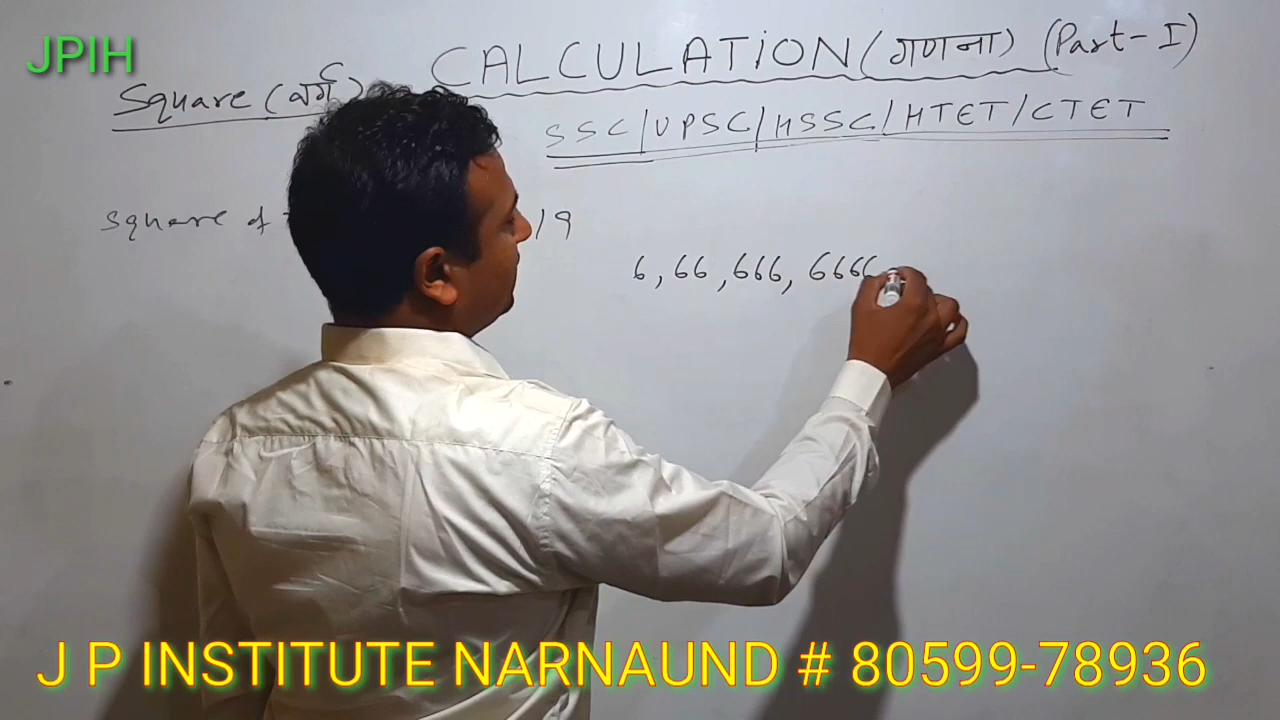 JPIH
CALCULATION (गणना) (Part-I)
Square (वर्ग)
SSC/UPSC/HSSC/HTET/CTET
Square of
/9
6, 66, 666, 6666
J P INSTITUTE NARNAUND # 80599-78936